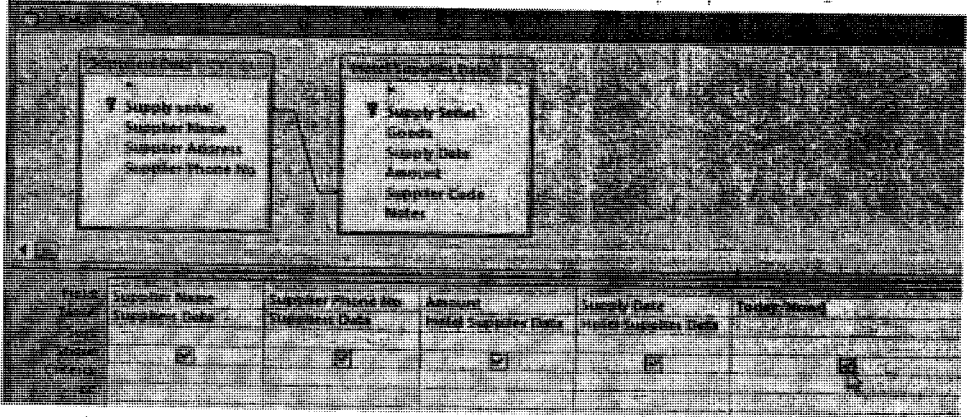 Suppliers Data
Supply serial
Supplier Name
Supplier Address
Supplier Phone No
Hotel Supplies Data
Supply Serial
Goods
Supply Date
Amount
Supplier Code
Notes
Field: Supplier Name Supplier Phone No Amount Supply Date
Table: Suppliers Data Suppliers Data Hotel Supplies Data Hotel Supplies Data